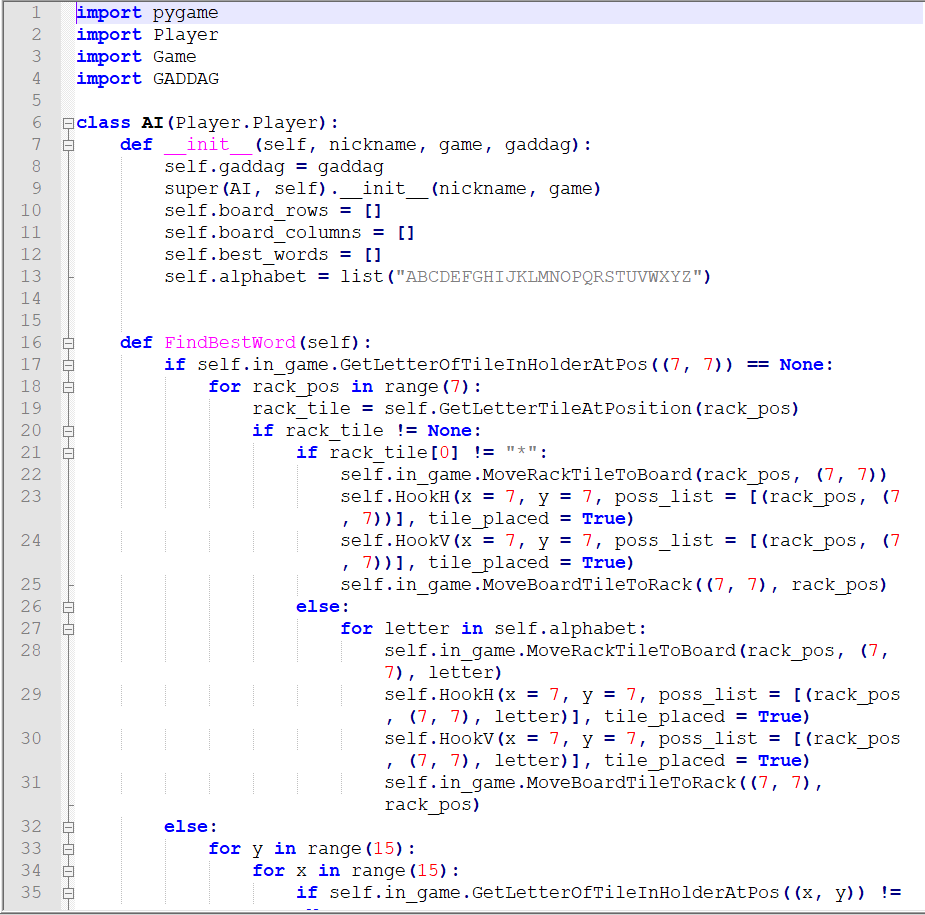 1 import pygame
2 import Player
3 import Game
4 import GADDAG
5
6 class AI(Player.Player):
7     def __init__(self, nickname, game, gaddag):
8         self.gaddag = gaddag
9         super(AI, self).__init__(nickname, game)
10         self.board_rows = []
11         self.board_columns = []
12         self.best_words = []
13         self.alphabet = list("ABCDEFGHIJKLMNOPQRSTUVWXYZ")
14
15
16     def FindBestWord(self):
17         if self.in_game.GetLetterOfTileInHolderAtPos((7, 7)) == None:
18             for rack_pos in range(7):
19                 rack_tile = self.GetLetterTileAtPosition(rack_pos)
20                 if rack_tile != None:
21                     if rack_tile[0] != "*":
22                         self.in_game.MoveRackTileToBoard(rack_pos, (7, 7))
23                         self.HookH(x = 7, y = 7, poss_list = [(rack_pos, (7
, 7))], tile_placed = True)
24                         self.HookV(x = 7, y = 7, poss_list = [(rack_pos, (7
, 7))], tile_placed = True)
25                         self.in_game.MoveBoardTileToRack((7, 7), rack_pos)
26                     else:
27                         for letter in self.alphabet:
28                             self.in_game.MoveRackTileToBoard(rack_pos, (7,
7), letter)
29                             self.HookH(x = 7, y = 7, poss_list = [(rack_pos
, (7, 7), letter)], tile_placed = True)
30                             self.HookV(x = 7, y = 7, poss_list = [(rack_pos
, (7, 7), letter)], tile_placed = True)
31                             self.in_game.MoveBoardTileToRack((7, 7),
rack_pos)
32         else:
33             for y in range(15):
34                 for x in range(15):
35                     if self.in_game.GetLetterOfTileInHolderAtPos((x, y)) !=